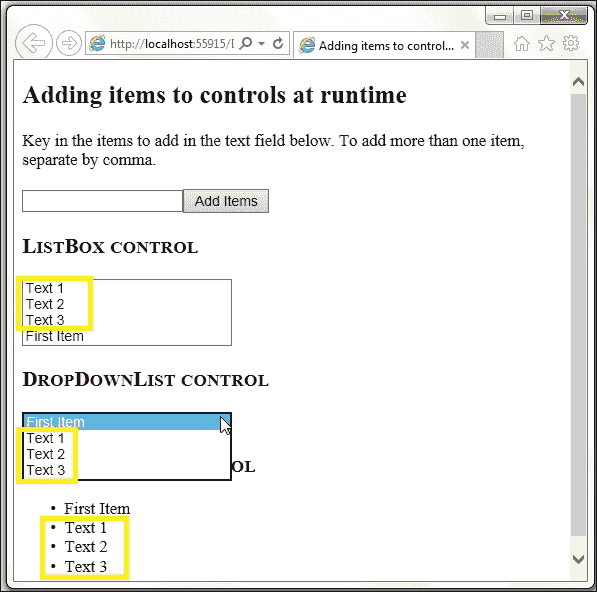 http://localhost:55915/
Adding items to control...
Adding items to controls at runtime
Key in the items to add in the text field below. To add more than one item,
separate by comma.
Add Items
LISTBOX CONTROL
Text 1
Text 2
Text 3
First Item
DROPDOWNLIST CONTROL
First Item
Text 1
Text 2
Text 3
OL
• First Item
• Text 1
• Text 2
• Text 3